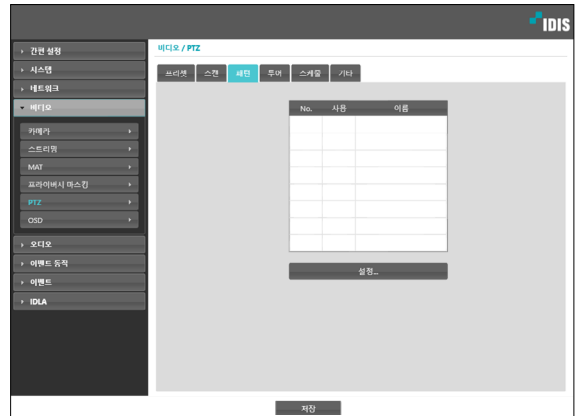 IDIS
간편 설정
시스템
네트워크
비디오
카메라
스트리밍
MAT
프라이버시 마스킹
PTZ
OSD
오디오
이벤트 동작
이벤트
IDLA
비디오 / PTZ
프리셋 스캔 패턴 투어 스케줄 기타
No. 사용 이름
설정...
저장